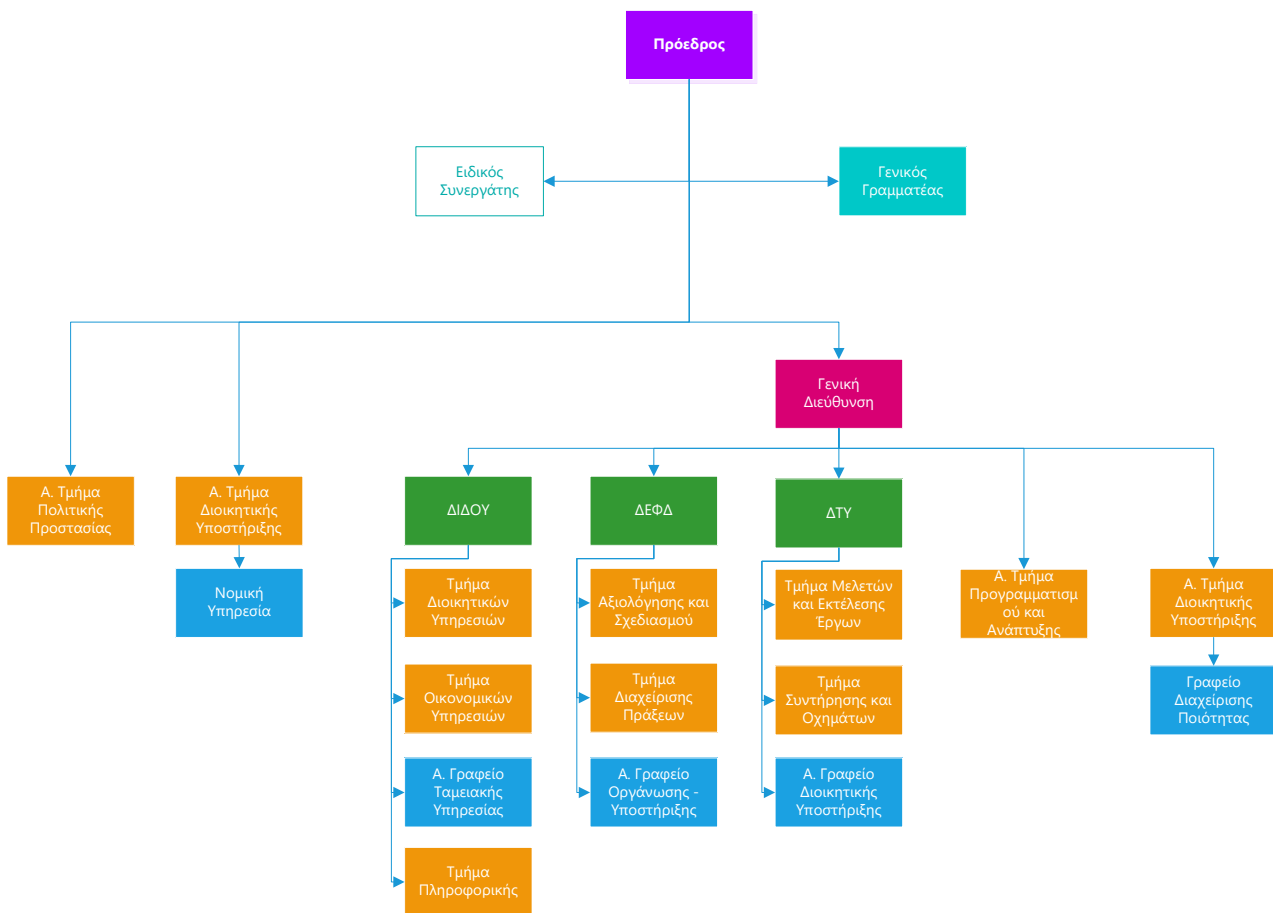 Πρόεδρος
Ειδικός
Συνεργάτης
Γενικός
Γραμματέας
Γενική
Διεύθυνση
Α. Τμήμα
Πολιτικής
Προστασίας
Α. Τμήμα
Διοικητικής
Υποστήριξης
ΔΙΔΟΥ
ΔΕΦΔ
ΔΤΥ
Νομική
Υπηρεσία
Τμήμα
Διοικητικών
Υπηρεσιών
Τμήμα
Αξιολόγησης και
Σχεδιασμού
Τμήμα Μελετών
και Εκτέλεσης
Έργων
Α. Τμήμα
Προγραμματισμ
ού και
Ανάπτυξης
Α. Τμήμα
Διοικητικής
Υποστήριξης
Τμήμα
Οικονομικών
Υπηρεσιών
Τμήμα
Διαχείρισης
Πράξεων
Τμήμα
Συντήρησης και
Οχημάτων
Γραφείο
Διαχείρισης
Ποιότητας
Α. Γραφείο
Ταμειακής
Υπηρεσίας
Α. Γραφείο
Οργάνωσης -
Υποστήριξης
Α. Γραφείο
Διοικητικής
Υποστήριξης
Τμήμα
Πληροφορικής